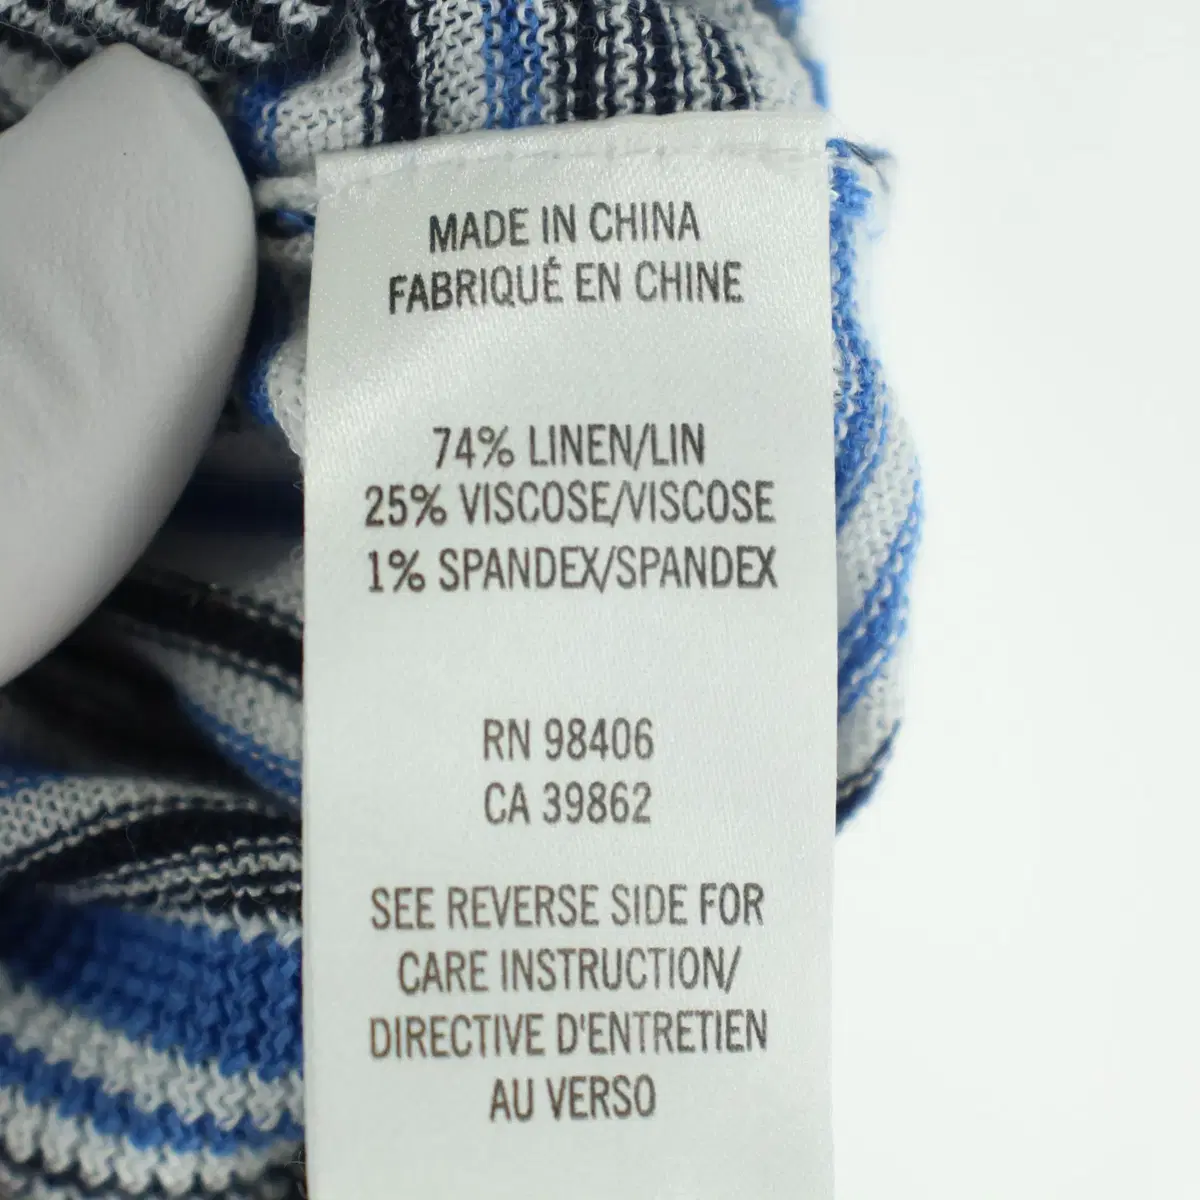 MADE IN CHINA
FABRIQUÉ EN CHINE
74% LINEN/LIN
25% VISCOSE/VISCOSE
1% SPANDEX/SPANDEX
RN 98406
CA 39862
SEE REVERSE SIDE FOR
CARE INSTRUCTION/
DIRECTIVE D'ENTRETIEN
AU VERSO